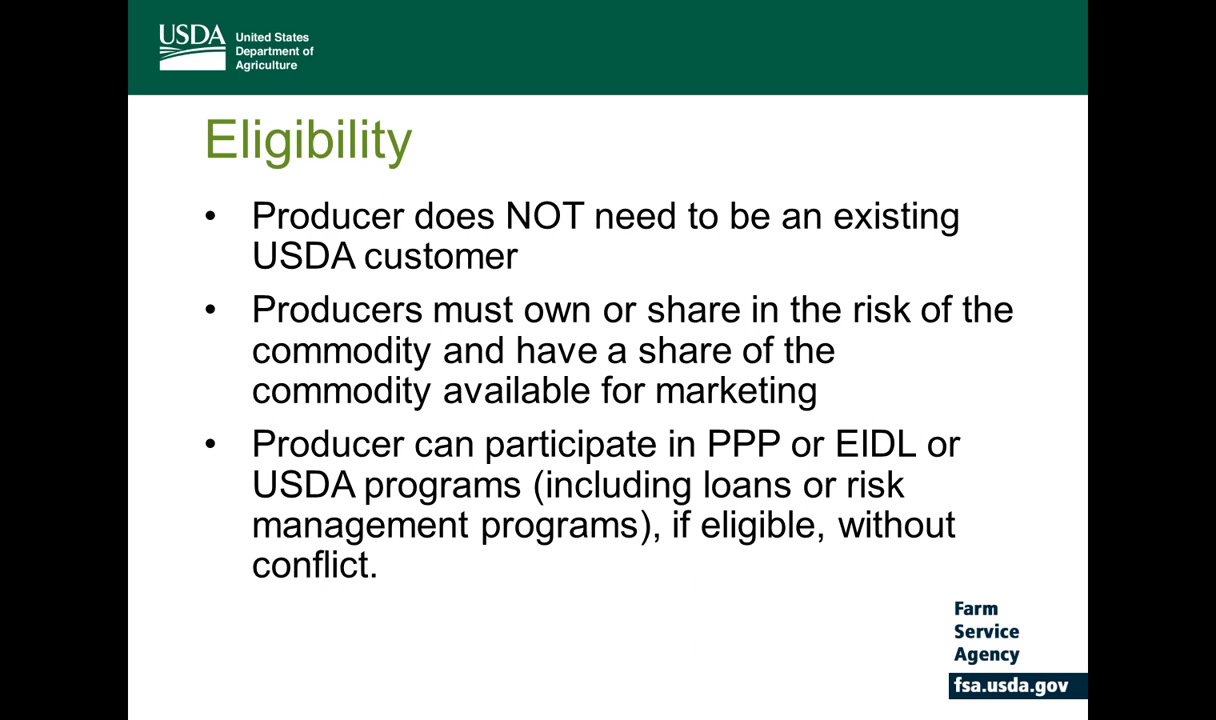 USDA
United States
Department of
Agriculture
Eligibility
• Producer does NOT need to be an existing
USDA customer
• Producers must own or share in the risk of the
commodity and have a share of the
commodity available for marketing
• Producer can participate in PPP or EIDL or
USDA programs (including loans or risk
management programs), if eligible, without
conflict.
Farm
Service
Agency
fsa.usda.gov